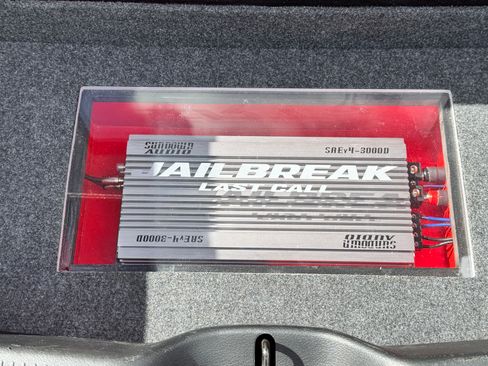 SUNDOWN
AUDIO
SAEv4-3000D
JAILBREAK
LAST CALL
SAEv4-3000D
SUNDOWN
AUDIO